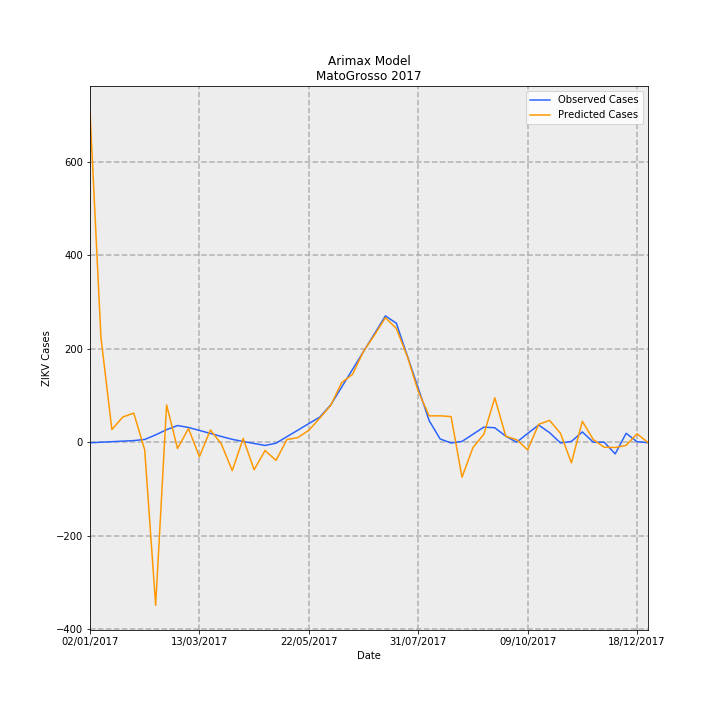 Arimax Model
MatoGrosso 2017
Observed Cases
Predicted Cases
600
400
200
0
−200
−400
ZIKV Cases
02/01/2017 13/03/2017 22/05/2017 31/07/2017 09/10/2017 18/12/2017
Date